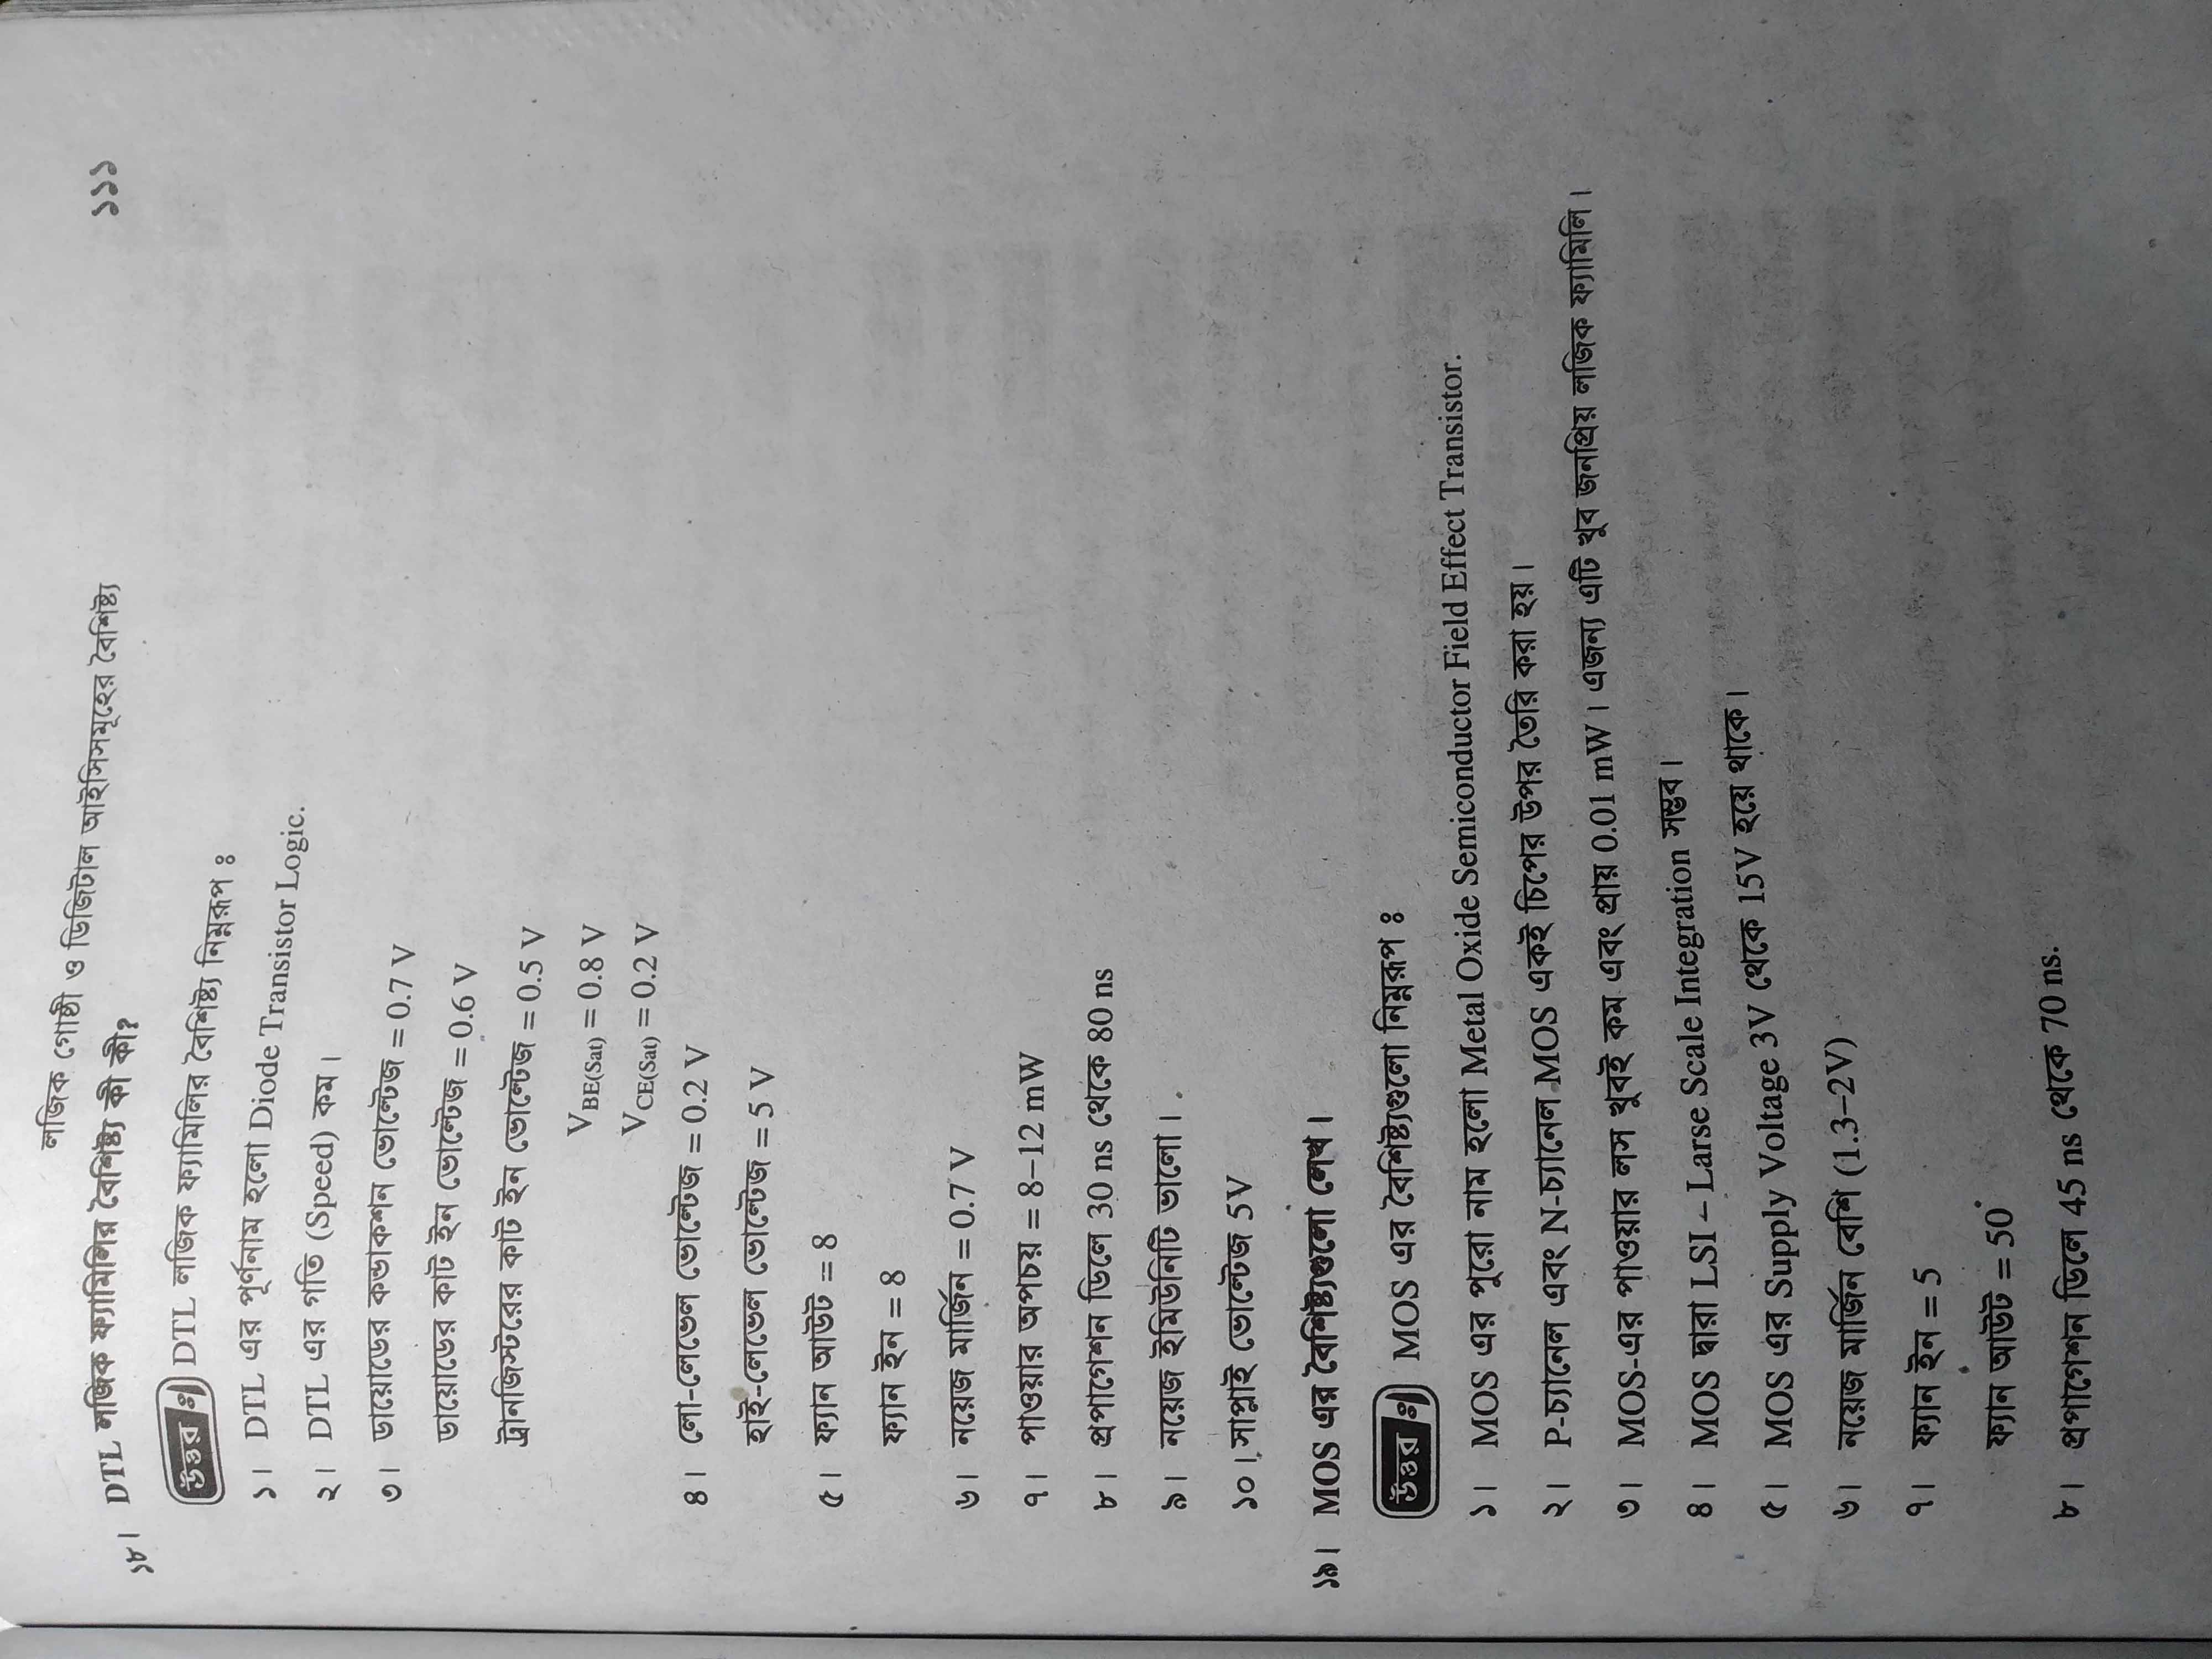 লজিক গোষ্ঠী ও ডিজিটাল আইসিসমূহের বৈশিষ্ট্য ১১১
১৮। DTL লজিক ফ্যামিলির বৈশিষ্ট্য কী কী?
উত্তর ঃ DTL লজিক ফ্যামিলির বৈশিষ্ট্য নিম্নরূপ ঃ
১। DTL এর পূর্ণনাম হলো Diode Transistor Logic.
২। DTL এর গতি (Speed) কম।
৩। ডায়োডের কন্ডাকশন ভোল্টেজ = 0.7 V
ডায়োডের কাট ইন ভোল্টেজ = 0.6 V
ট্রানজিস্টরের কাট ইন ভোল্টেজ = 0.5 V
VBE(Sat) = 0.8 V
VCE(Sat) = 0.2 V
৪। লো-লেভেল ভোল্টেজ = 0.2 V
হাই-লেভেল ভোল্টেজ = 5 V
৫। ফ্যান আউট = 8
ফ্যান ইন = 8
৬। নয়েজ মার্জিন = 0.7 V
৭। পাওয়ার অপচয় = 8–12 mW
৮। প্রপাগেশন ডিলে 30 ns থেকে 80 ns
৯। নয়েজ ইমিউনিটি ভালো।
১০। সাপ্লাই ভোল্টেজ 5V
১৯। MOS এর বৈশিষ্ট্যগুলো লেখ।
উত্তর ঃ MOS এর বৈশিষ্ট্যগুলো নিম্নরূপ ঃ
১। MOS এর পুরো নাম হলো Metal Oxide Semiconductor Field Effect Transistor.
২। P-চ্যানেল এবং N-চ্যানেল MOS একই চিপের উপর তৈরি করা হয়।
৩। MOS-এর পাওয়ার লস খুবই কম এবং প্রায় 0.01 mW। এজন্য এটি খুব জনপ্রিয় লজিক ফ্যামিলি।
৪। MOS দ্বারা LSI – Larse Scale Integration সম্ভব।
৫। MOS এর Supply Voltage 3V থেকে 15V হয়ে থাকে।
৬। নয়েজ মার্জিন বেশি (1.3–2V)
৭। ফ্যান ইন = 5
ফ্যান আউট = 50
৮। প্রপাগেশন ডিলে 45 ns থেকে 70 ns.